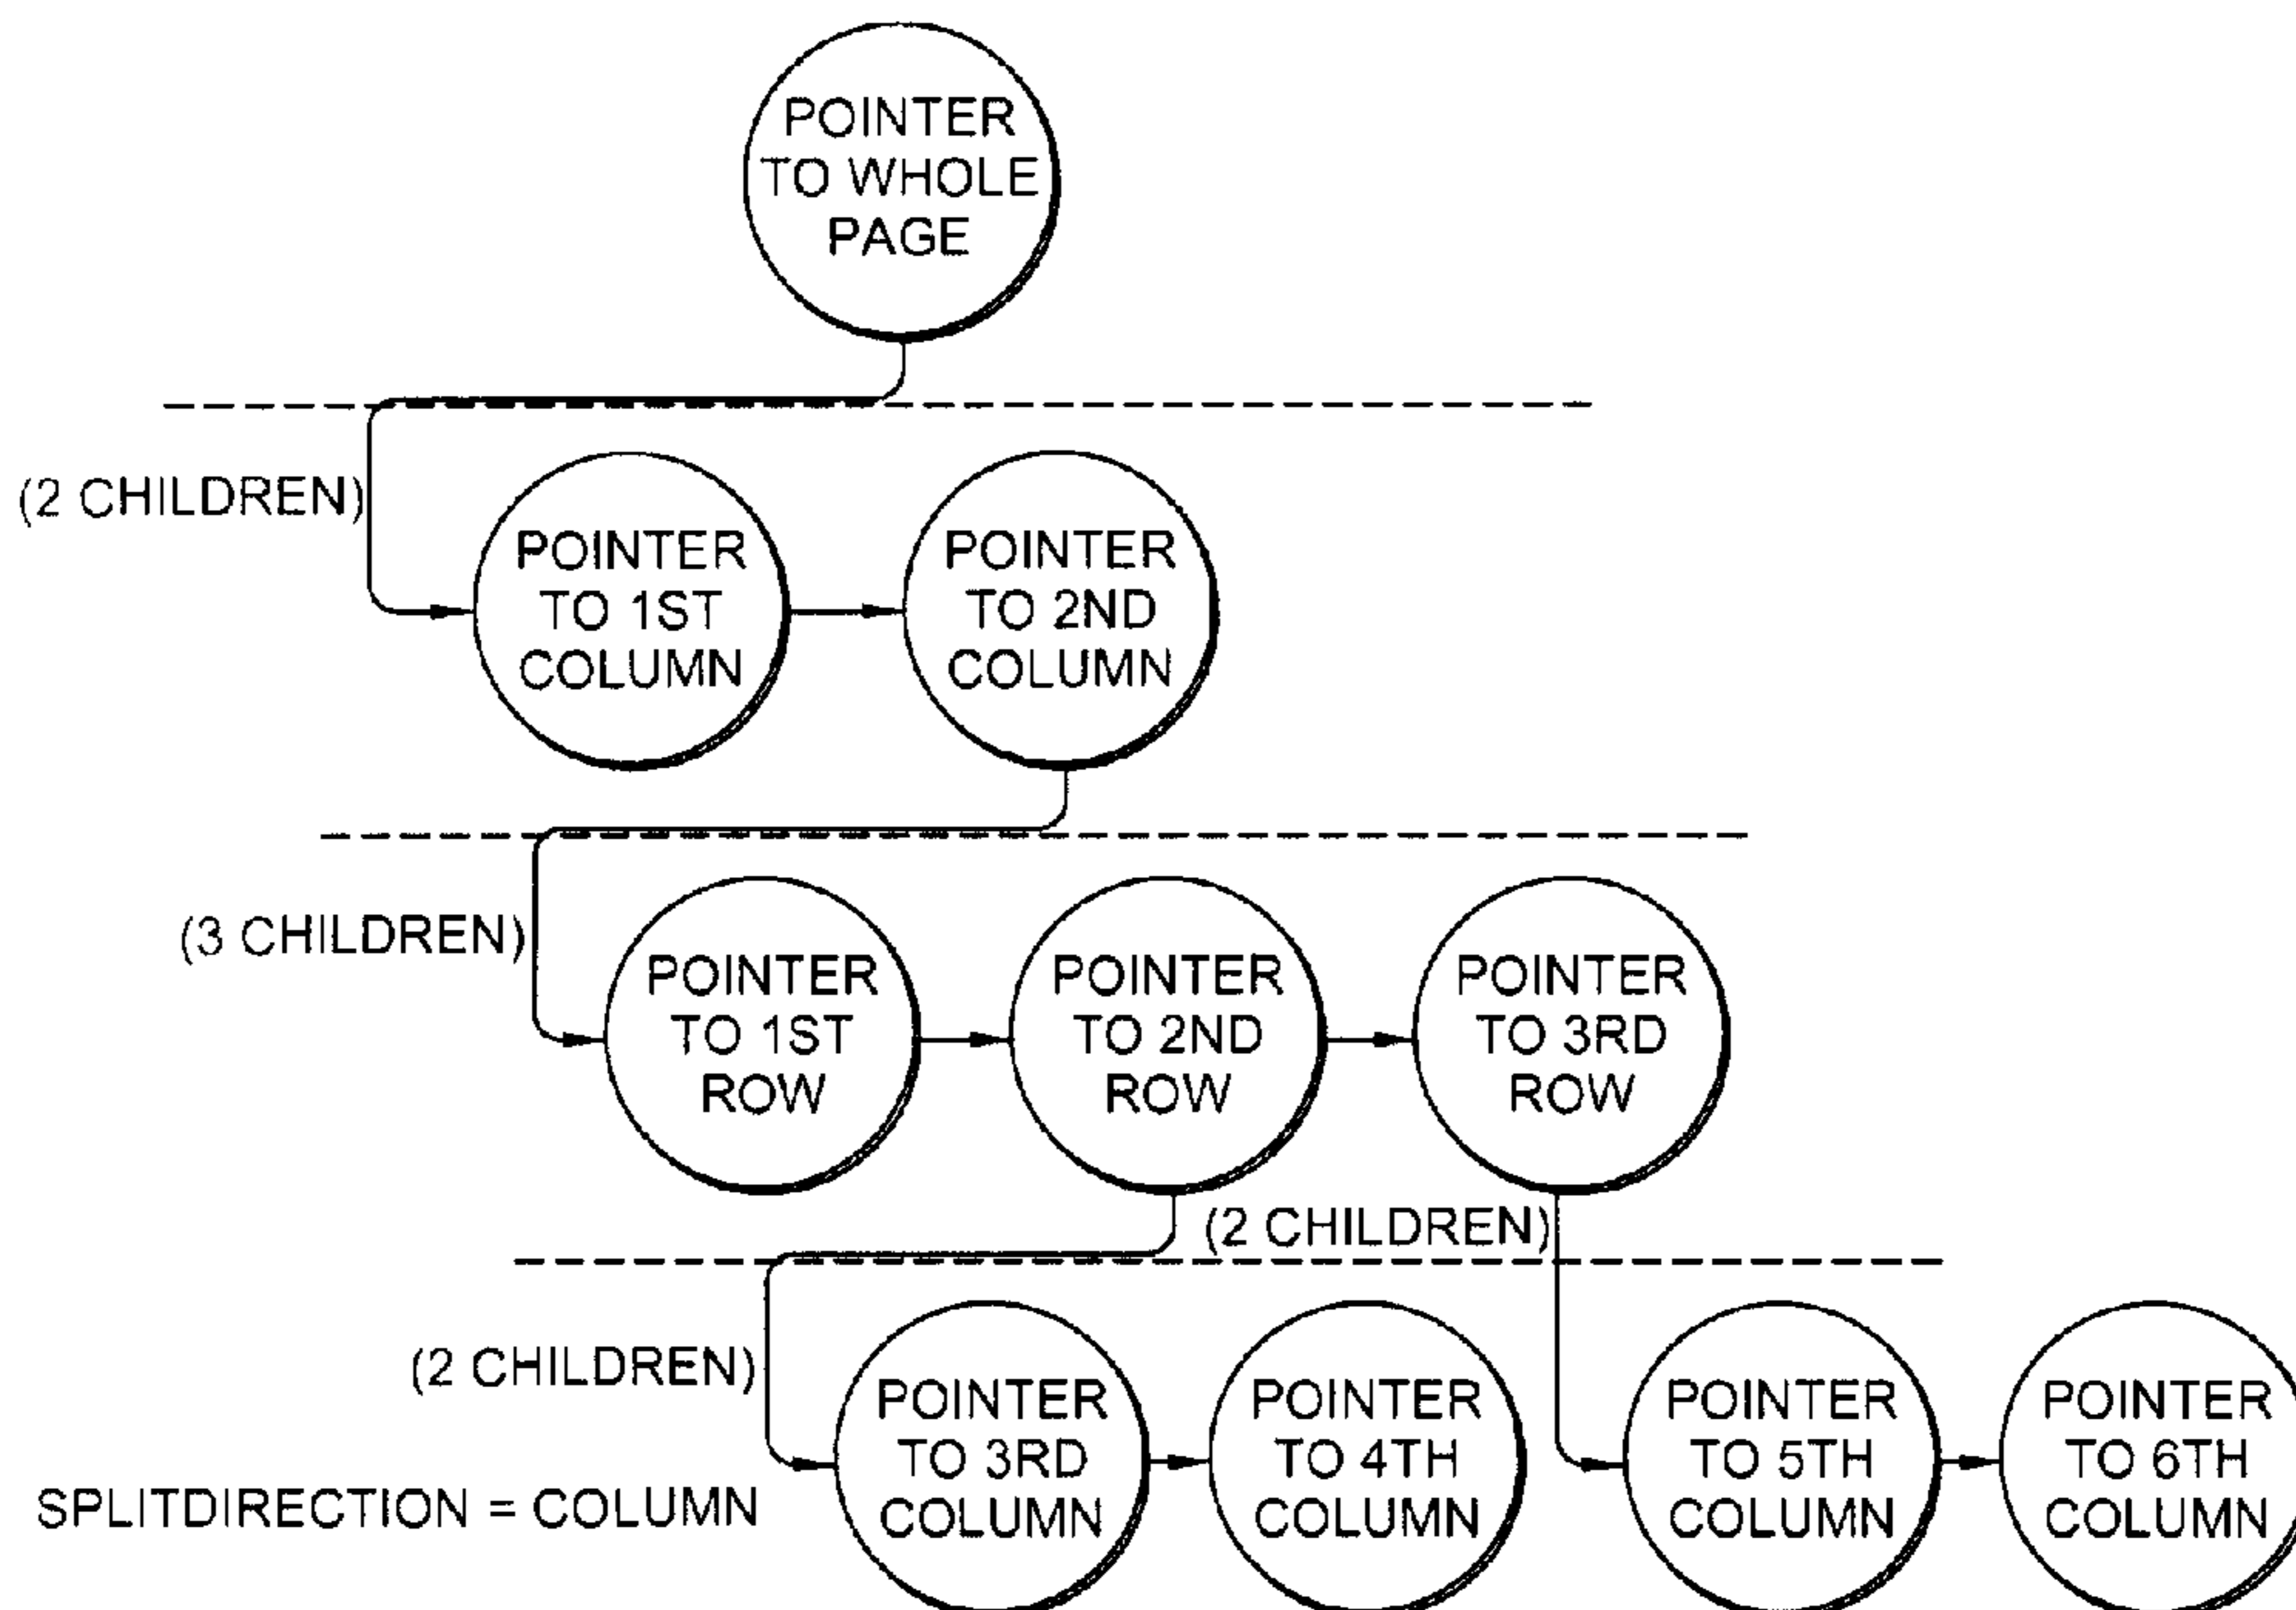 POINTER
TO WHOLE
PAGE
(2 CHILDREN)
POINTER
TO 1ST
COLUMN
POINTER
TO 2ND
COLUMN
(3 CHILDREN)
POINTER
TO 1ST
ROW
POINTER
TO 2ND
ROW
POINTER
TO 3RD
ROW
(2 CHILDREN)
(2 CHILDREN)
POINTER
TO 3RD
COLUMN
POINTER
TO 4TH
COLUMN
POINTER
TO 5TH
COLUMN
POINTER
TO 6TH
COLUMN
SPLITDIRECTION = COLUMN